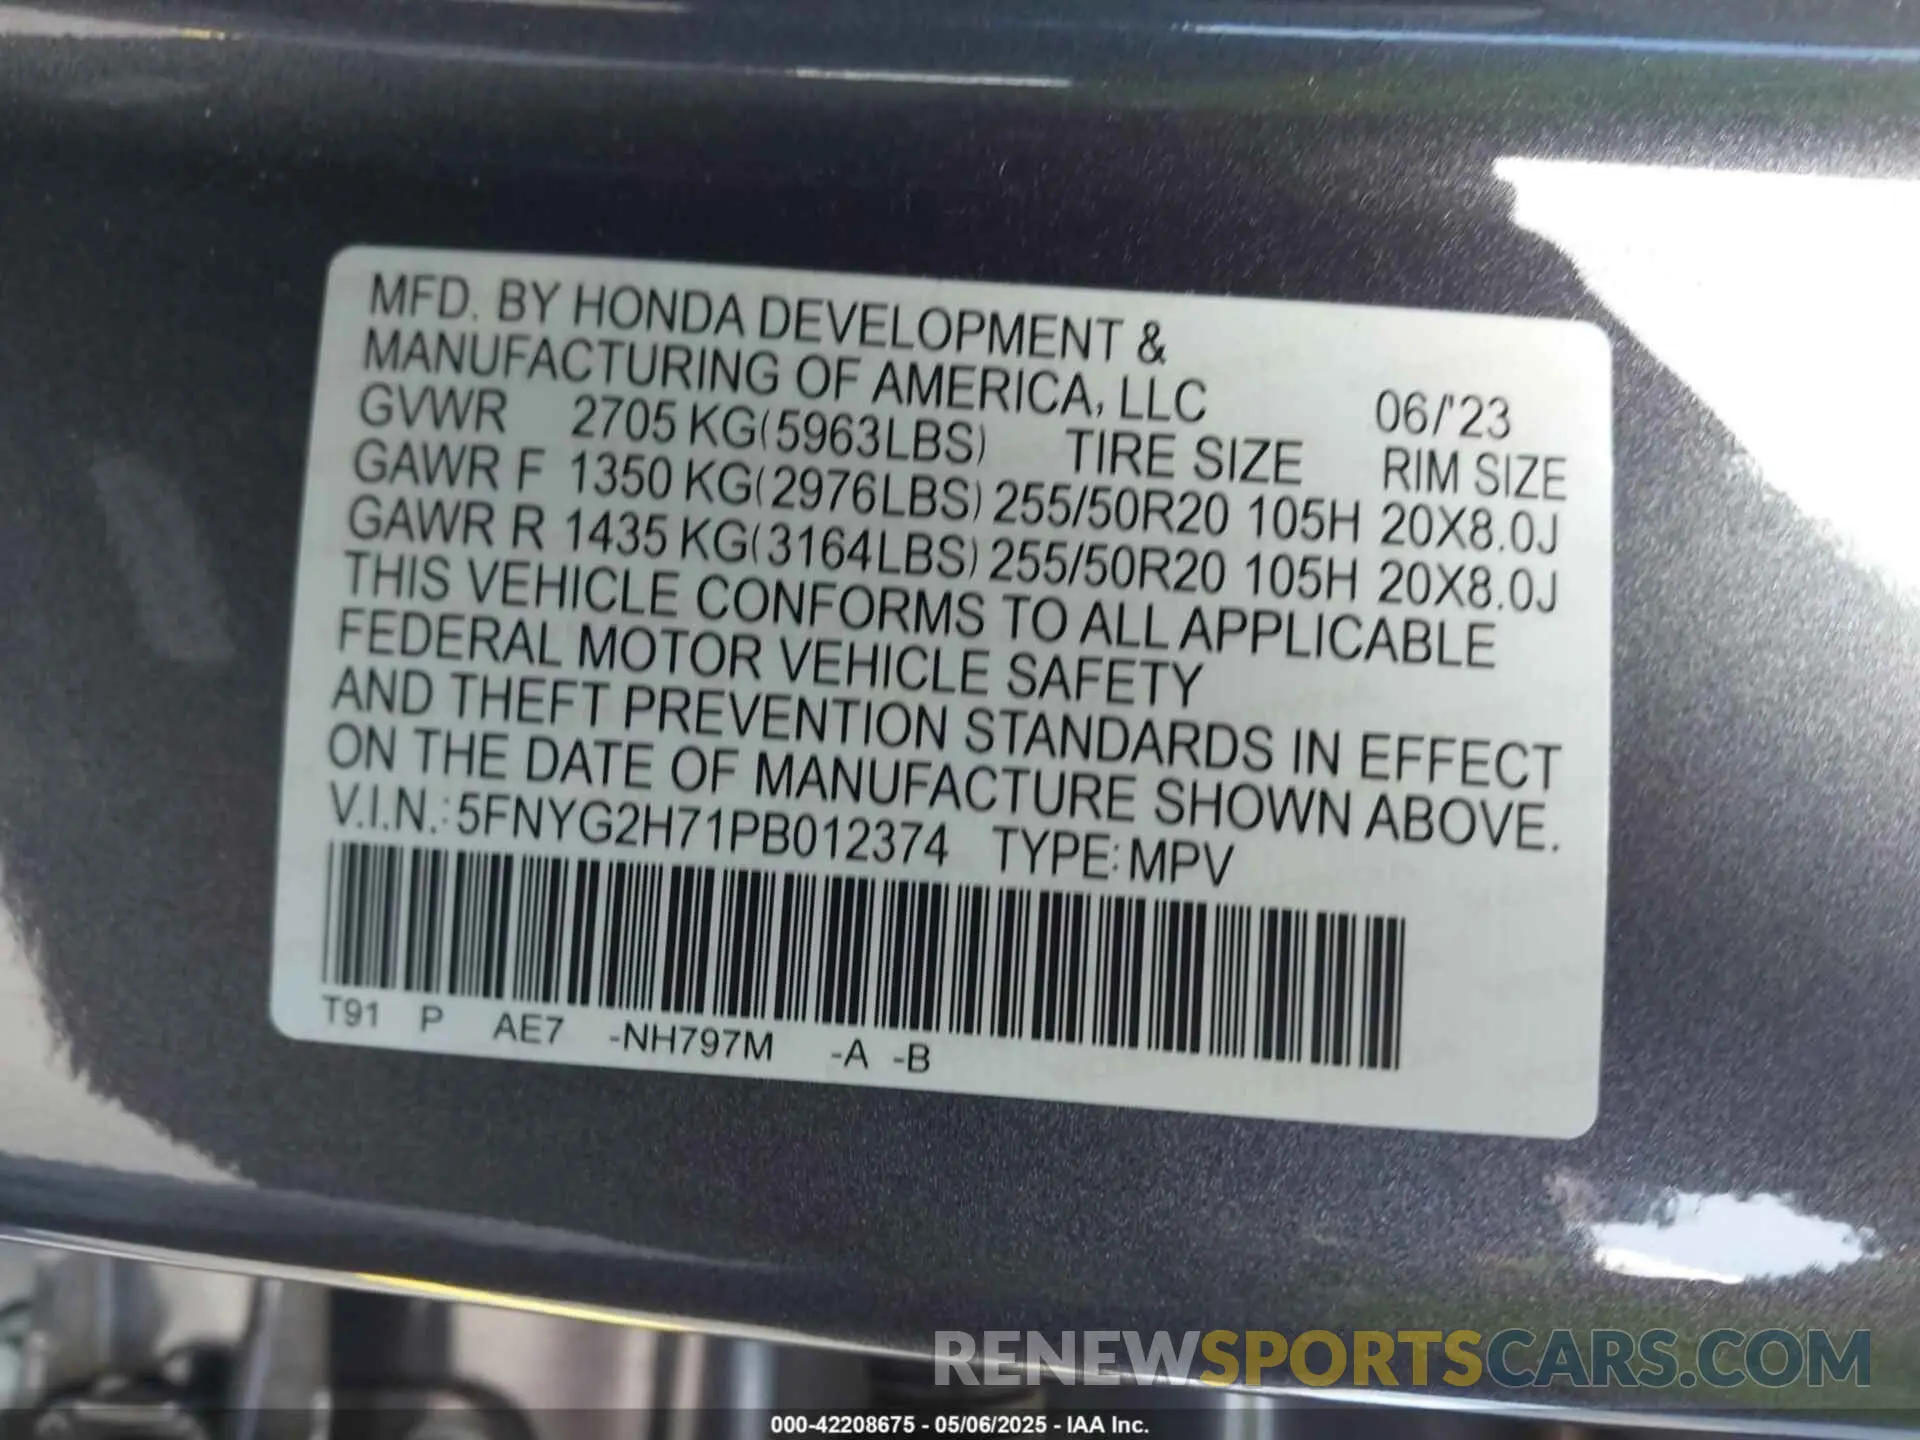 MFD. BY HONDA DEVELOPMENT &
MANUFACTURING OF AMERICA, LLC 06/'23
GVWR 2705 KG(5963LBS) TIRE SIZE RIM SIZE
GAWR F 1350 KG(2976LBS) 255/50R20 105H 20X8.0J
GAWR R 1435 KG(3164LBS) 255/50R20 105H 20X8.0J
THIS VEHICLE CONFORMS TO ALL APPLICABLE
FEDERAL MOTOR VEHICLE SAFETY
AND THEFT PREVENTION STANDARDS IN EFFECT
ON THE DATE OF MANUFACTURE SHOWN ABOVE.
V.I.N.:5FNYG2H71PB012374 TYPE:MPV
T91 P AE7 -NH797M -A -B
RENEWSPORTSCARS.COM
000-42208675 - 05/06/2025 - IAA Inc.